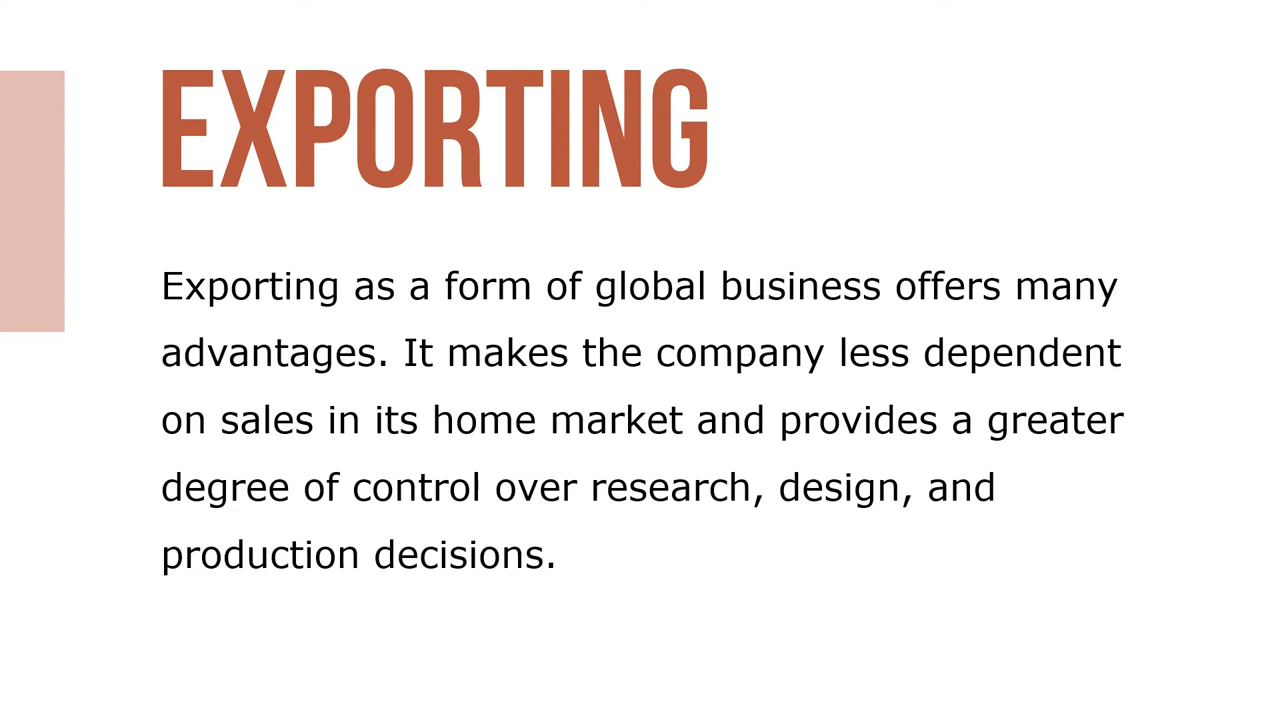 EXPORTING
Exporting as a form of global business offers many
advantages. It makes the company less dependent
on sales in its home market and provides a greater
degree of control over research, design, and
production decisions.